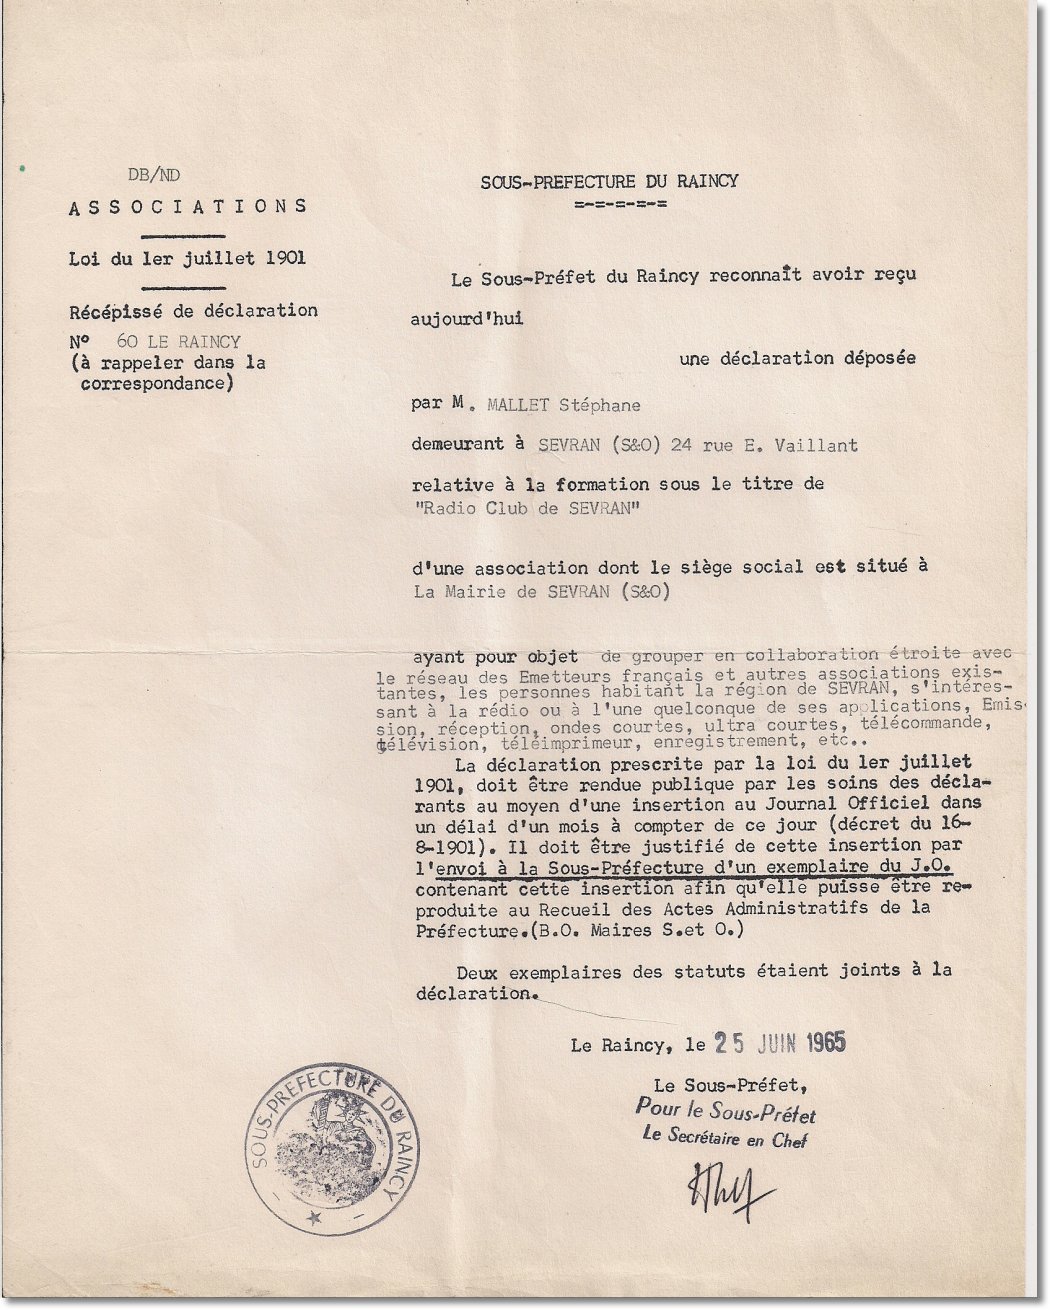 DB/ND
ASSOCIATIONS
Loi du 1er juillet 1901
Récépissé de déclaration
N° 60 LE RAINCY
(à rappeler dans la
correspondance)
SOUS-PREFECTURE DU RAINCY
=-=-=-=-=
Le Sous-Préfet du Raincy reconnaît avoir reçu
aujourd'hui
une déclaration déposée
par M. MALLET Stéphane
demeurant à SEVRAN (S&O) 24 rue E. Vaillant
relative à la formation sous le titre de
"Radio Club de SEVRAN"
d'une association dont le siège social est situé à
La Mairie de SEVRAN (S&O)
ayant pour objet de grouper en collaboration étroite avec
le réseau des Emetteurs français et autres associations exis-
tantes, les personnes habitant la région de SEVRAN, s'intéres-
sant à la rédio ou à l'une quelconque de ses applications, Emis-
sion, réception, ondes courtes, ultra courtes, télécommande,
télévision, téléimprimeur, enregistrement, etc..
La déclaration prescrite par la loi du 1er juillet
1901, doit être rendue publique par les soins des décla-
rants au moyen d'une insertion au Journal Officiel dans
un délai d'un mois à compter de ce jour (décret du 16-
8-1901). Il doit être justifié de cette insertion par
l'envoi à la Sous-Préfecture d'un exemplaire du J.O.
contenant cette insertion afin qu'elle puisse être re-
produite au Recueil des Actes Administratifs de la
Préfecture.(B.O. Maires S.et O.)
Deux exemplaires des statuts étaient joints à la
déclaration.
Le Raincy, le 25 JUIN 1965
Le Sous-Préfet,
Pour le Sous-Préfet
Le Secrétaire en Chef
SOUS-PREFECTURE DU RAINCY